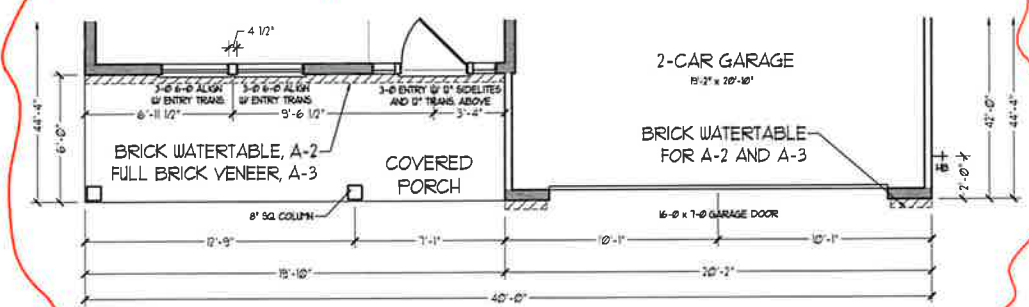 4 1/2"
2-CAR GARAGE
19'-2" x 20'-10"
3-0 6-0 ALIGN
W/ ENTRY TRANS.
3-0 6-0 ALIGN
W/ ENTRY TRANS.
3-0 ENTRY W/ 12" SIDELITES
AND 12" TRANS. ABOVE
44'-4"
6'-0"
6'-11 1/2"
9'-6 1/2"
3'-4"
BRICK WATERTABLE, A-2
FULL BRICK VENEER, A-3
COVERED
PORCH
BRICK WATERTABLE
FOR A-2 AND A-3
2'-0"
42'-0"
44'-4"
8" SQ. COLUMN
16-0 x 7-0 GARAGE DOOR
12'-9"
7'-1"
10'-1"
10'-1"
19'-10"
20'-2"
40'-0"